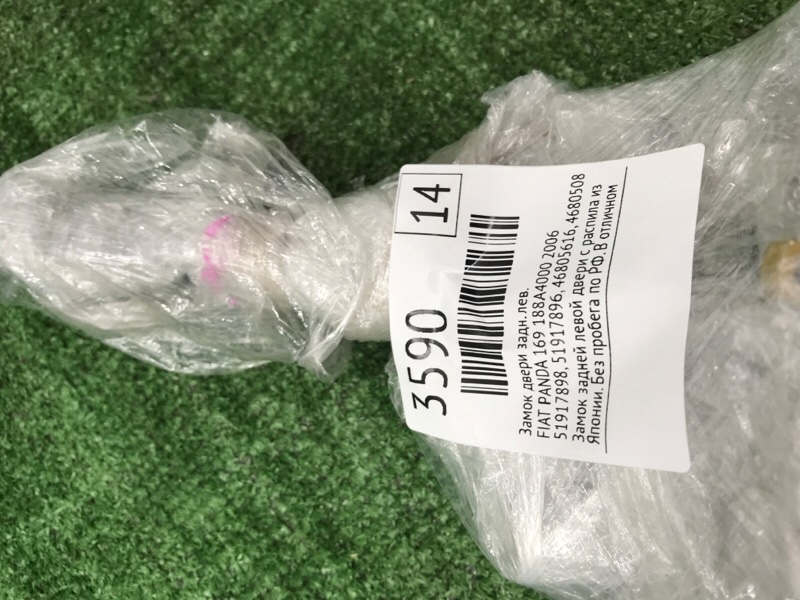 3590
14
Замок двери задн.лев.
FIAT PANDA 169 188A4000 2006
51917898, 51917896, 46805616, 4680508
Замок задней левой двери с распила из
Японии. Без пробега по РФ. В отличном